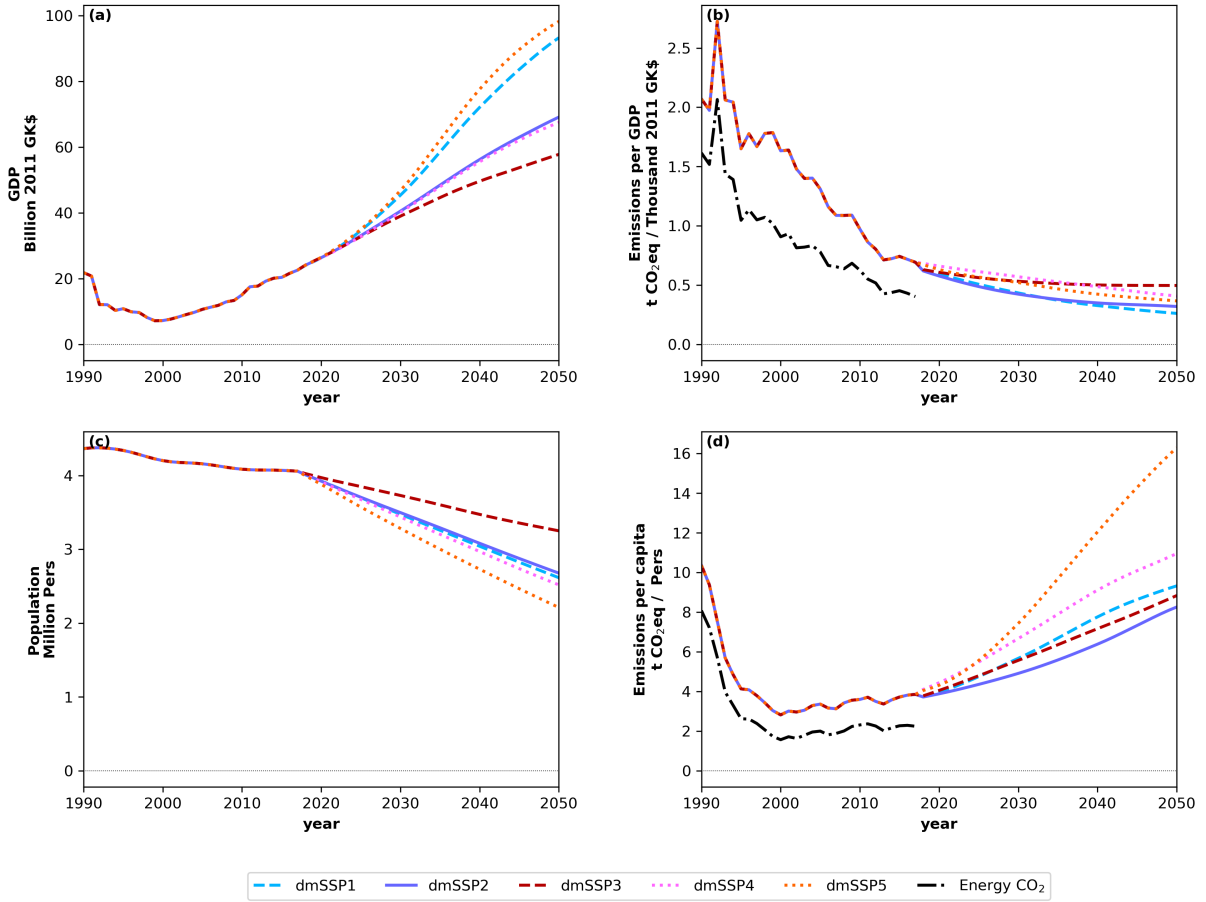 (a)
100
80
60
40
20
0
GDP
Billion 2011 GK$
1990 2000 2010 2020 2030 2040 2050
year
(b)
2.5
2.0
1.5
1.0
0.5
0.0
Emissions per GDP
t CO₂eq / Thousand 2011 GK$
1990 2000 2010 2020 2030 2040 2050
year
(c)
4
3
2
1
0
Population
Million Pers
1990 2000 2010 2020 2030 2040 2050
year
(d)
16
14
12
10
8
6
4
2
0
Emissions per capita
t CO₂eq / Pers
1990 2000 2010 2020 2030 2040 2050
year
dmSSP1 dmSSP2 dmSSP3 dmSSP4 dmSSP5 Energy CO₂